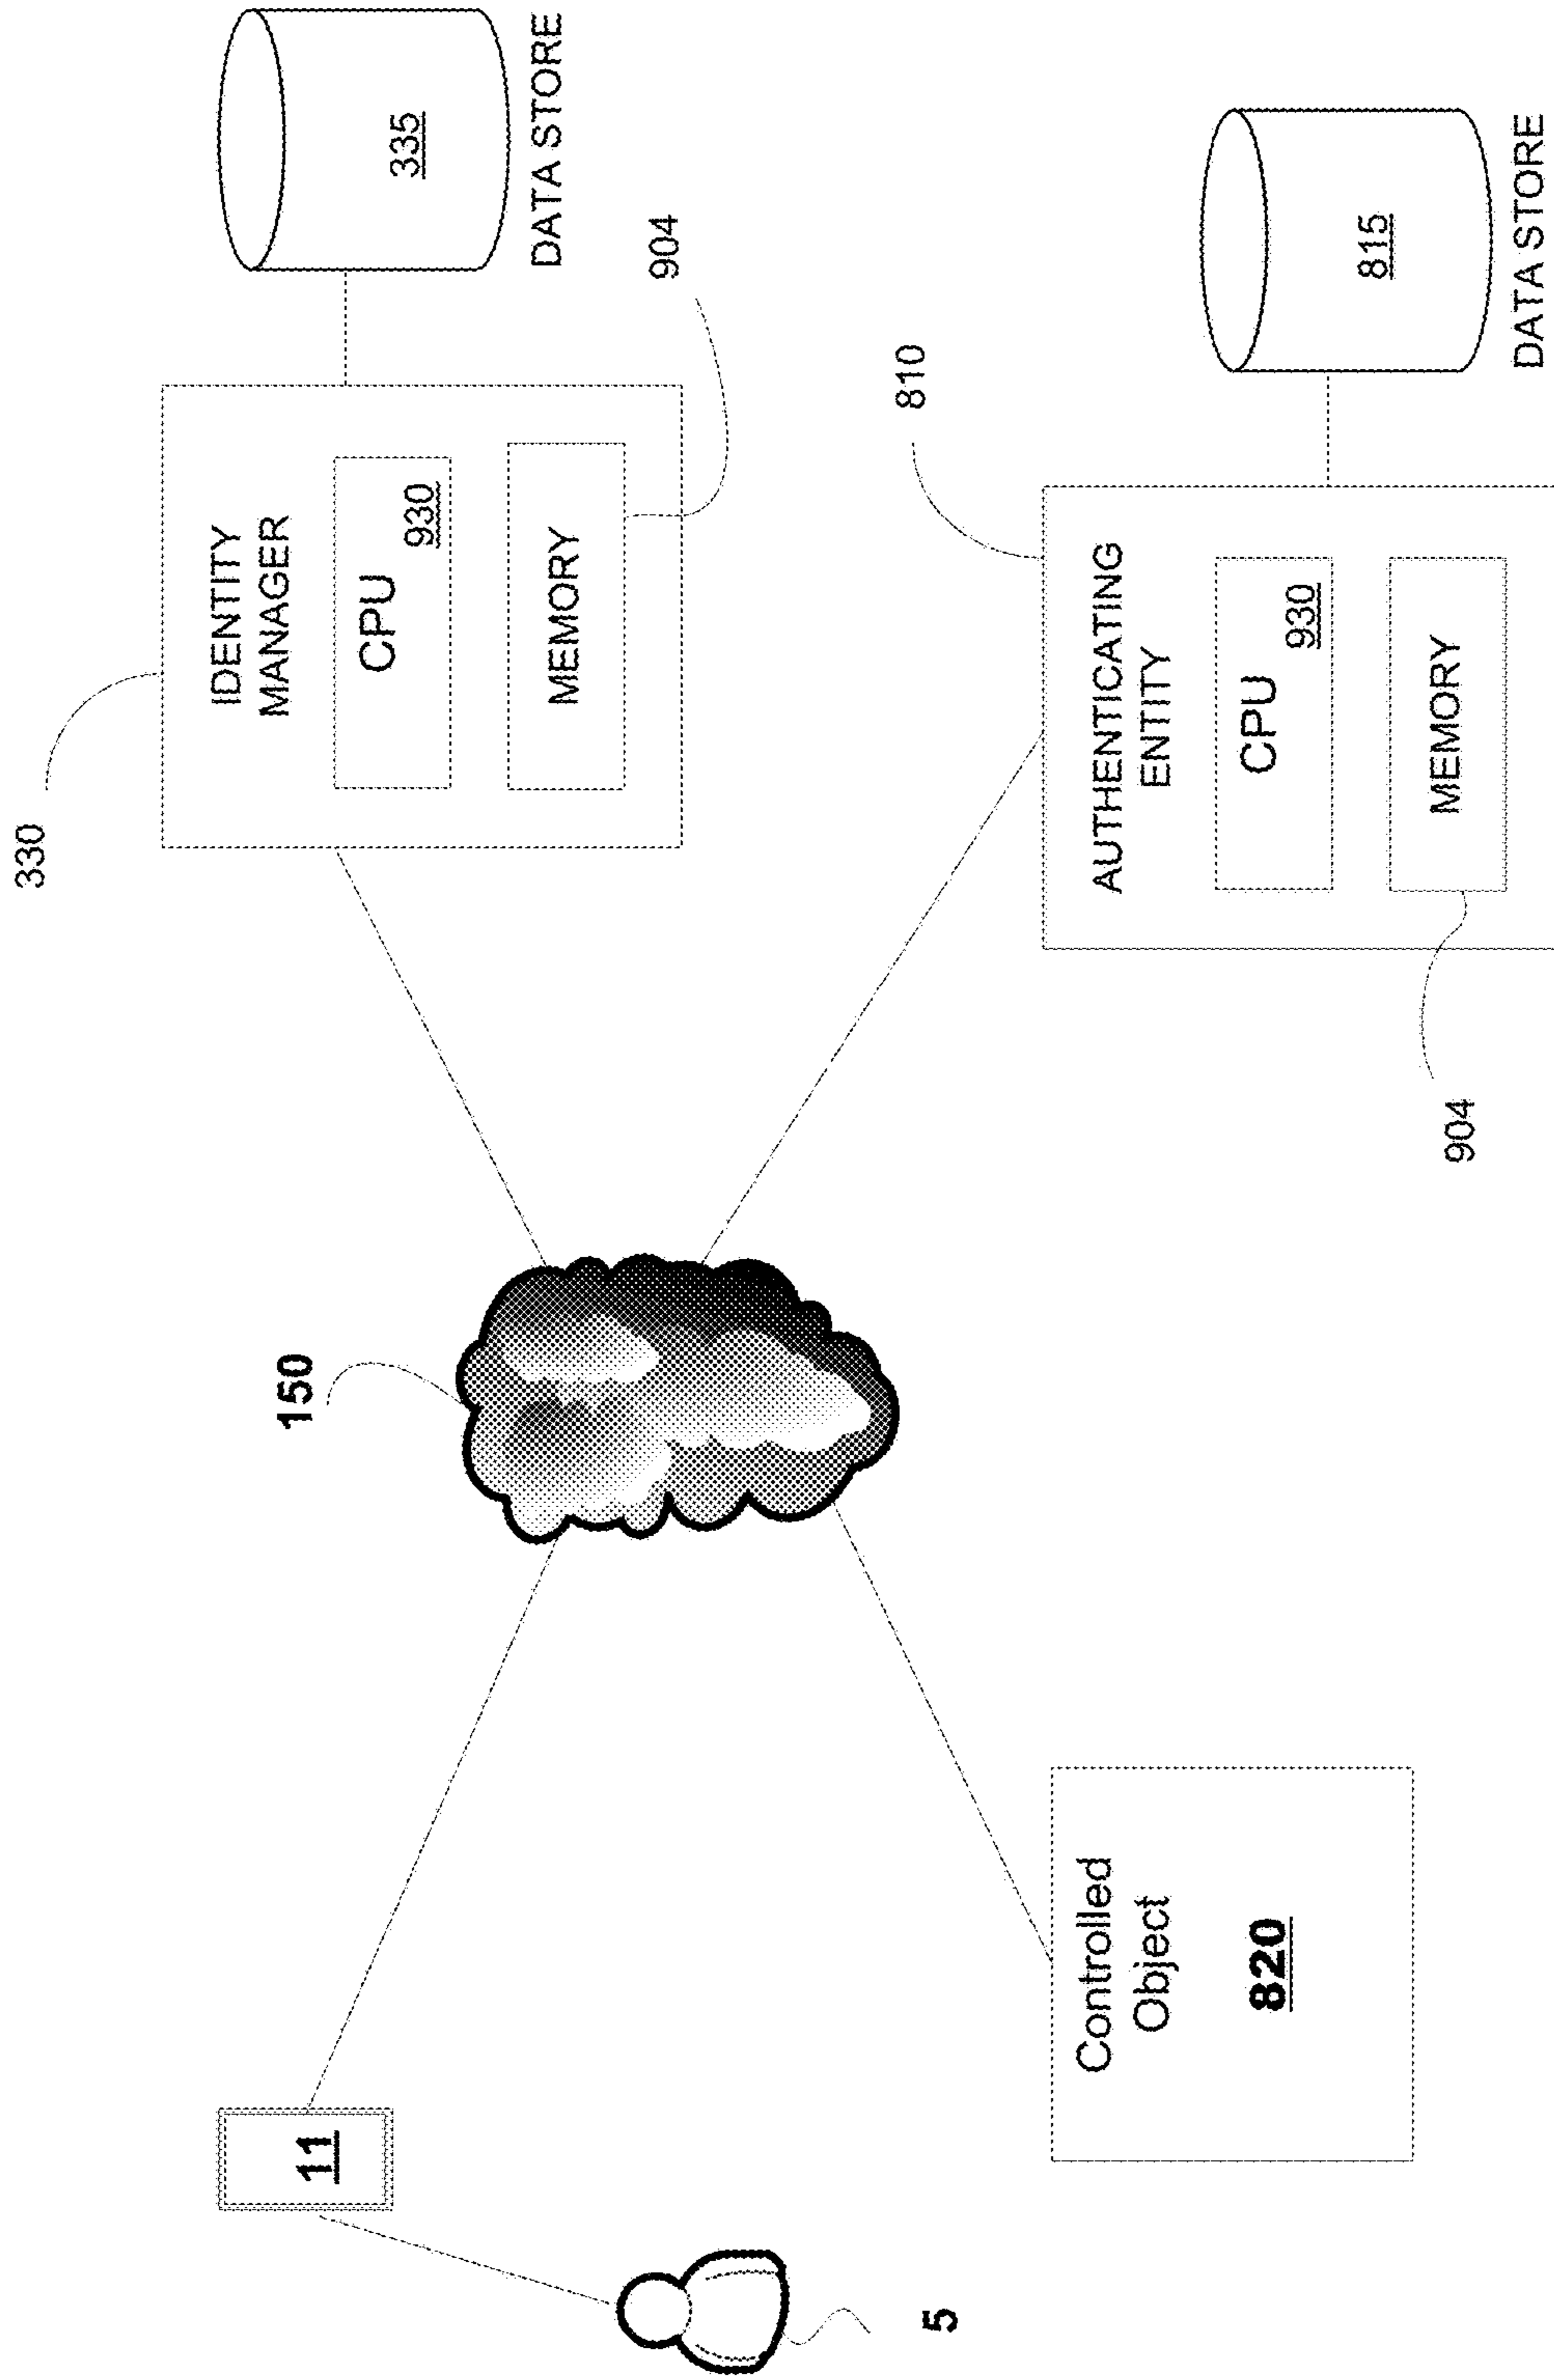 330
IDENTITY
MANAGER
CPU
930
MEMORY
904
335
DATA STORE
150
11
5
Controlled
Object
820
810
AUTHENTICATING
ENTITY
CPU
930
MEMORY
904
815
DATA STORE